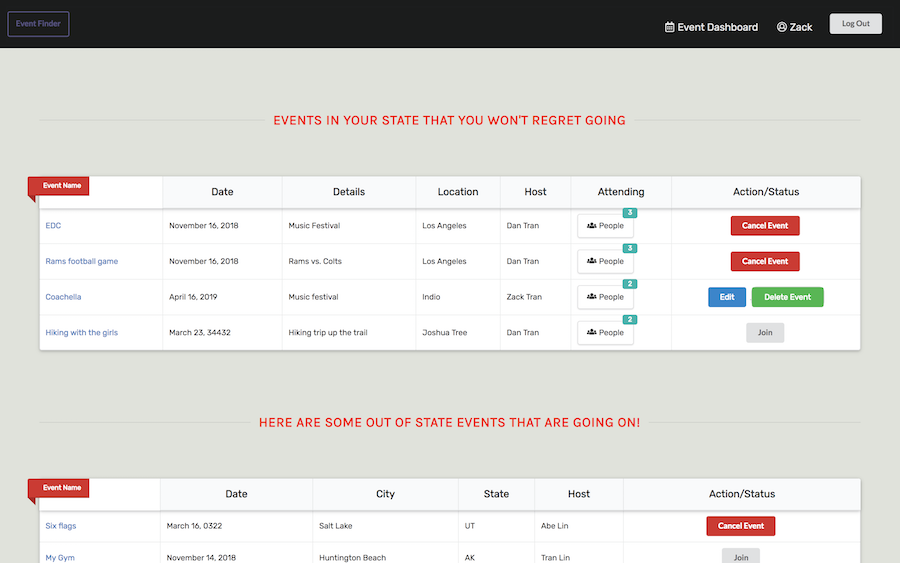 Event Finder
Event Dashboard Zack Log Out
EVENTS IN YOUR STATE THAT YOU WON'T REGRET GOING
Event Name Date Details Location Host Attending Action/Status
EDC November 16, 2018 Music Festival Los Angeles Dan Tran People 3 Cancel Event
Rams football game November 16, 2018 Rams vs. Colts Los Angeles Dan Tran People 3 Cancel Event
Coachella April 16, 2019 Music festival Indio Zack Tran People 2 Edit Delete Event
Hiking with the girls March 23, 34432 Hiking trip up the trail Joshua Tree Dan Tran People 2 Join
HERE ARE SOME OUT OF STATE EVENTS THAT ARE GOING ON!
Event Name Date City State Host Action/Status
Six flags March 16, 0322 Salt Lake UT Abe Lin Cancel Event
My Gym November 14, 2018 Huntington Beach AK Tran Lin Join